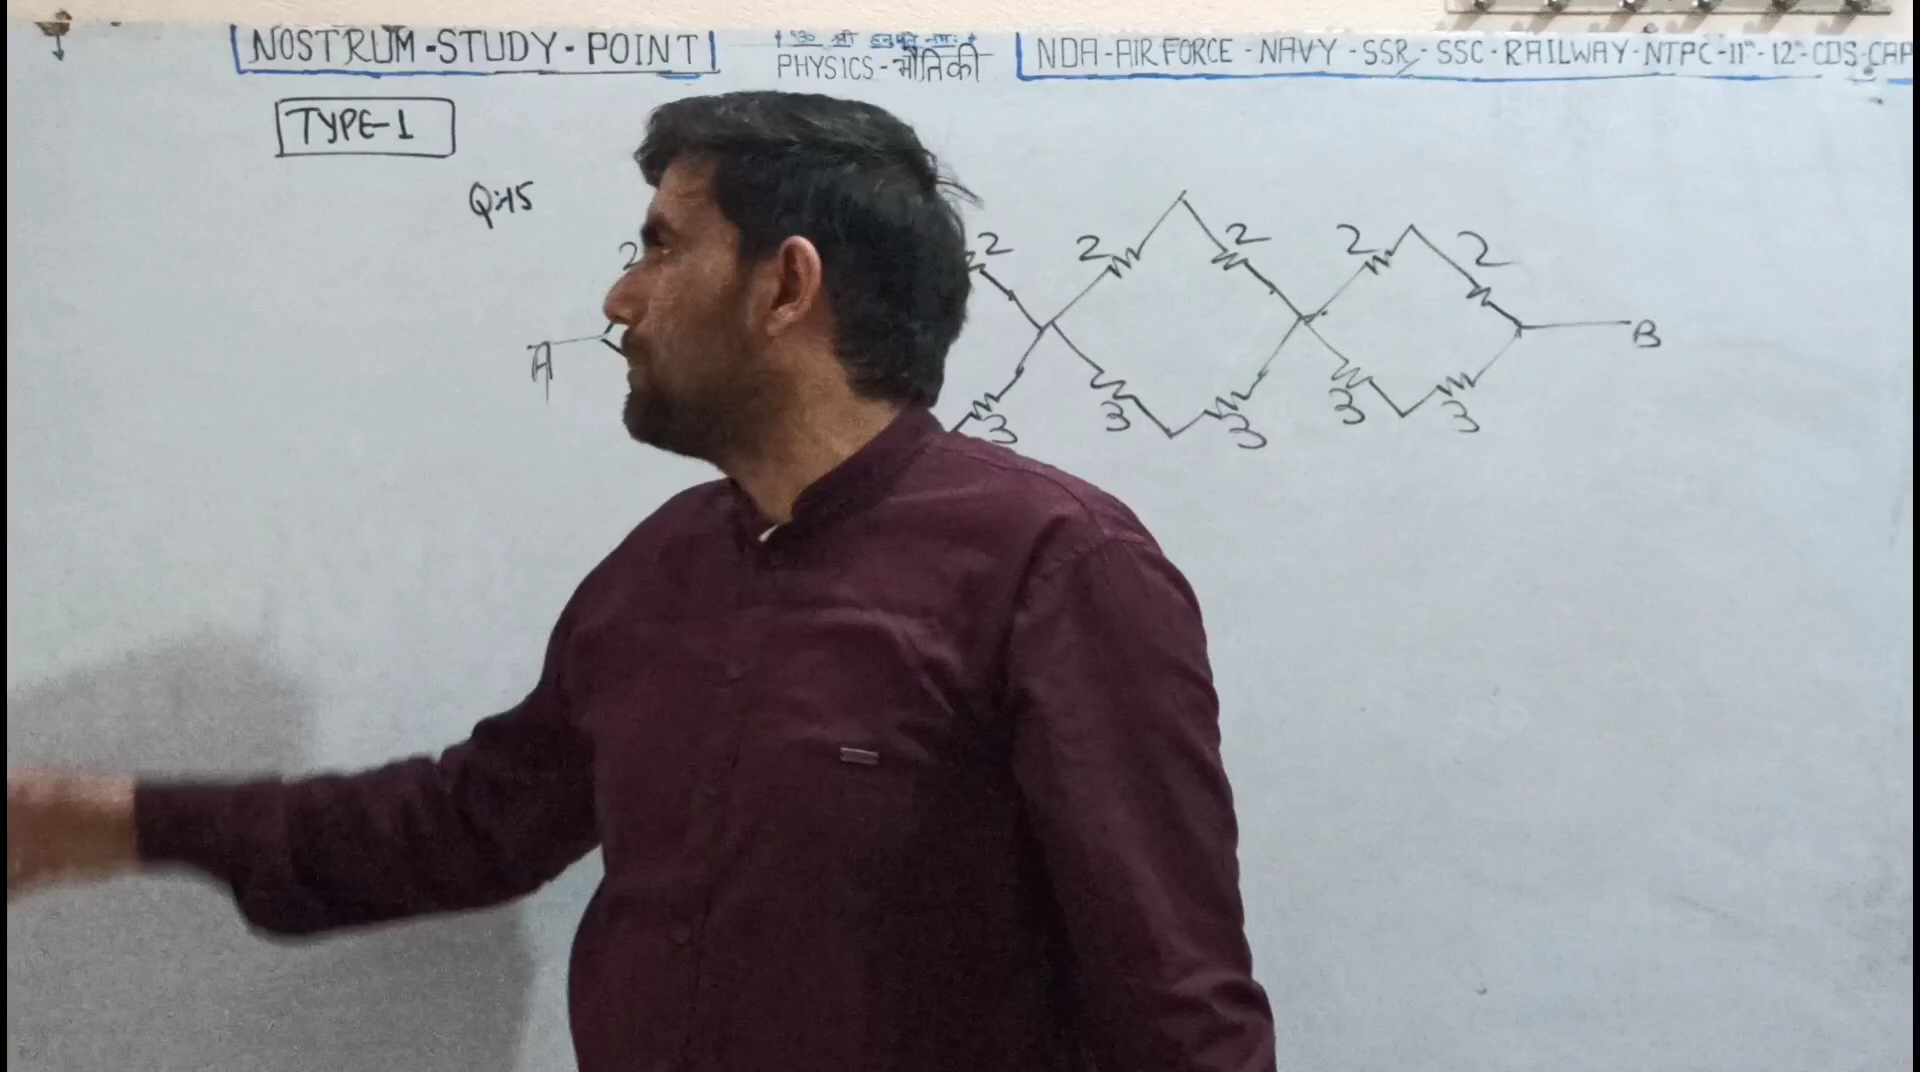 NOSTRUM-STUDY-POINT
PHYSICS-भौतिकी
NDA-AIR FORCE-NAVY-SSR-SSC-RAILWAY-NTPC-11th-12th-CDS-CAP
TYPE-1
Q:-15
2 2 2 2 2 2
A B
3 3 3 3 3